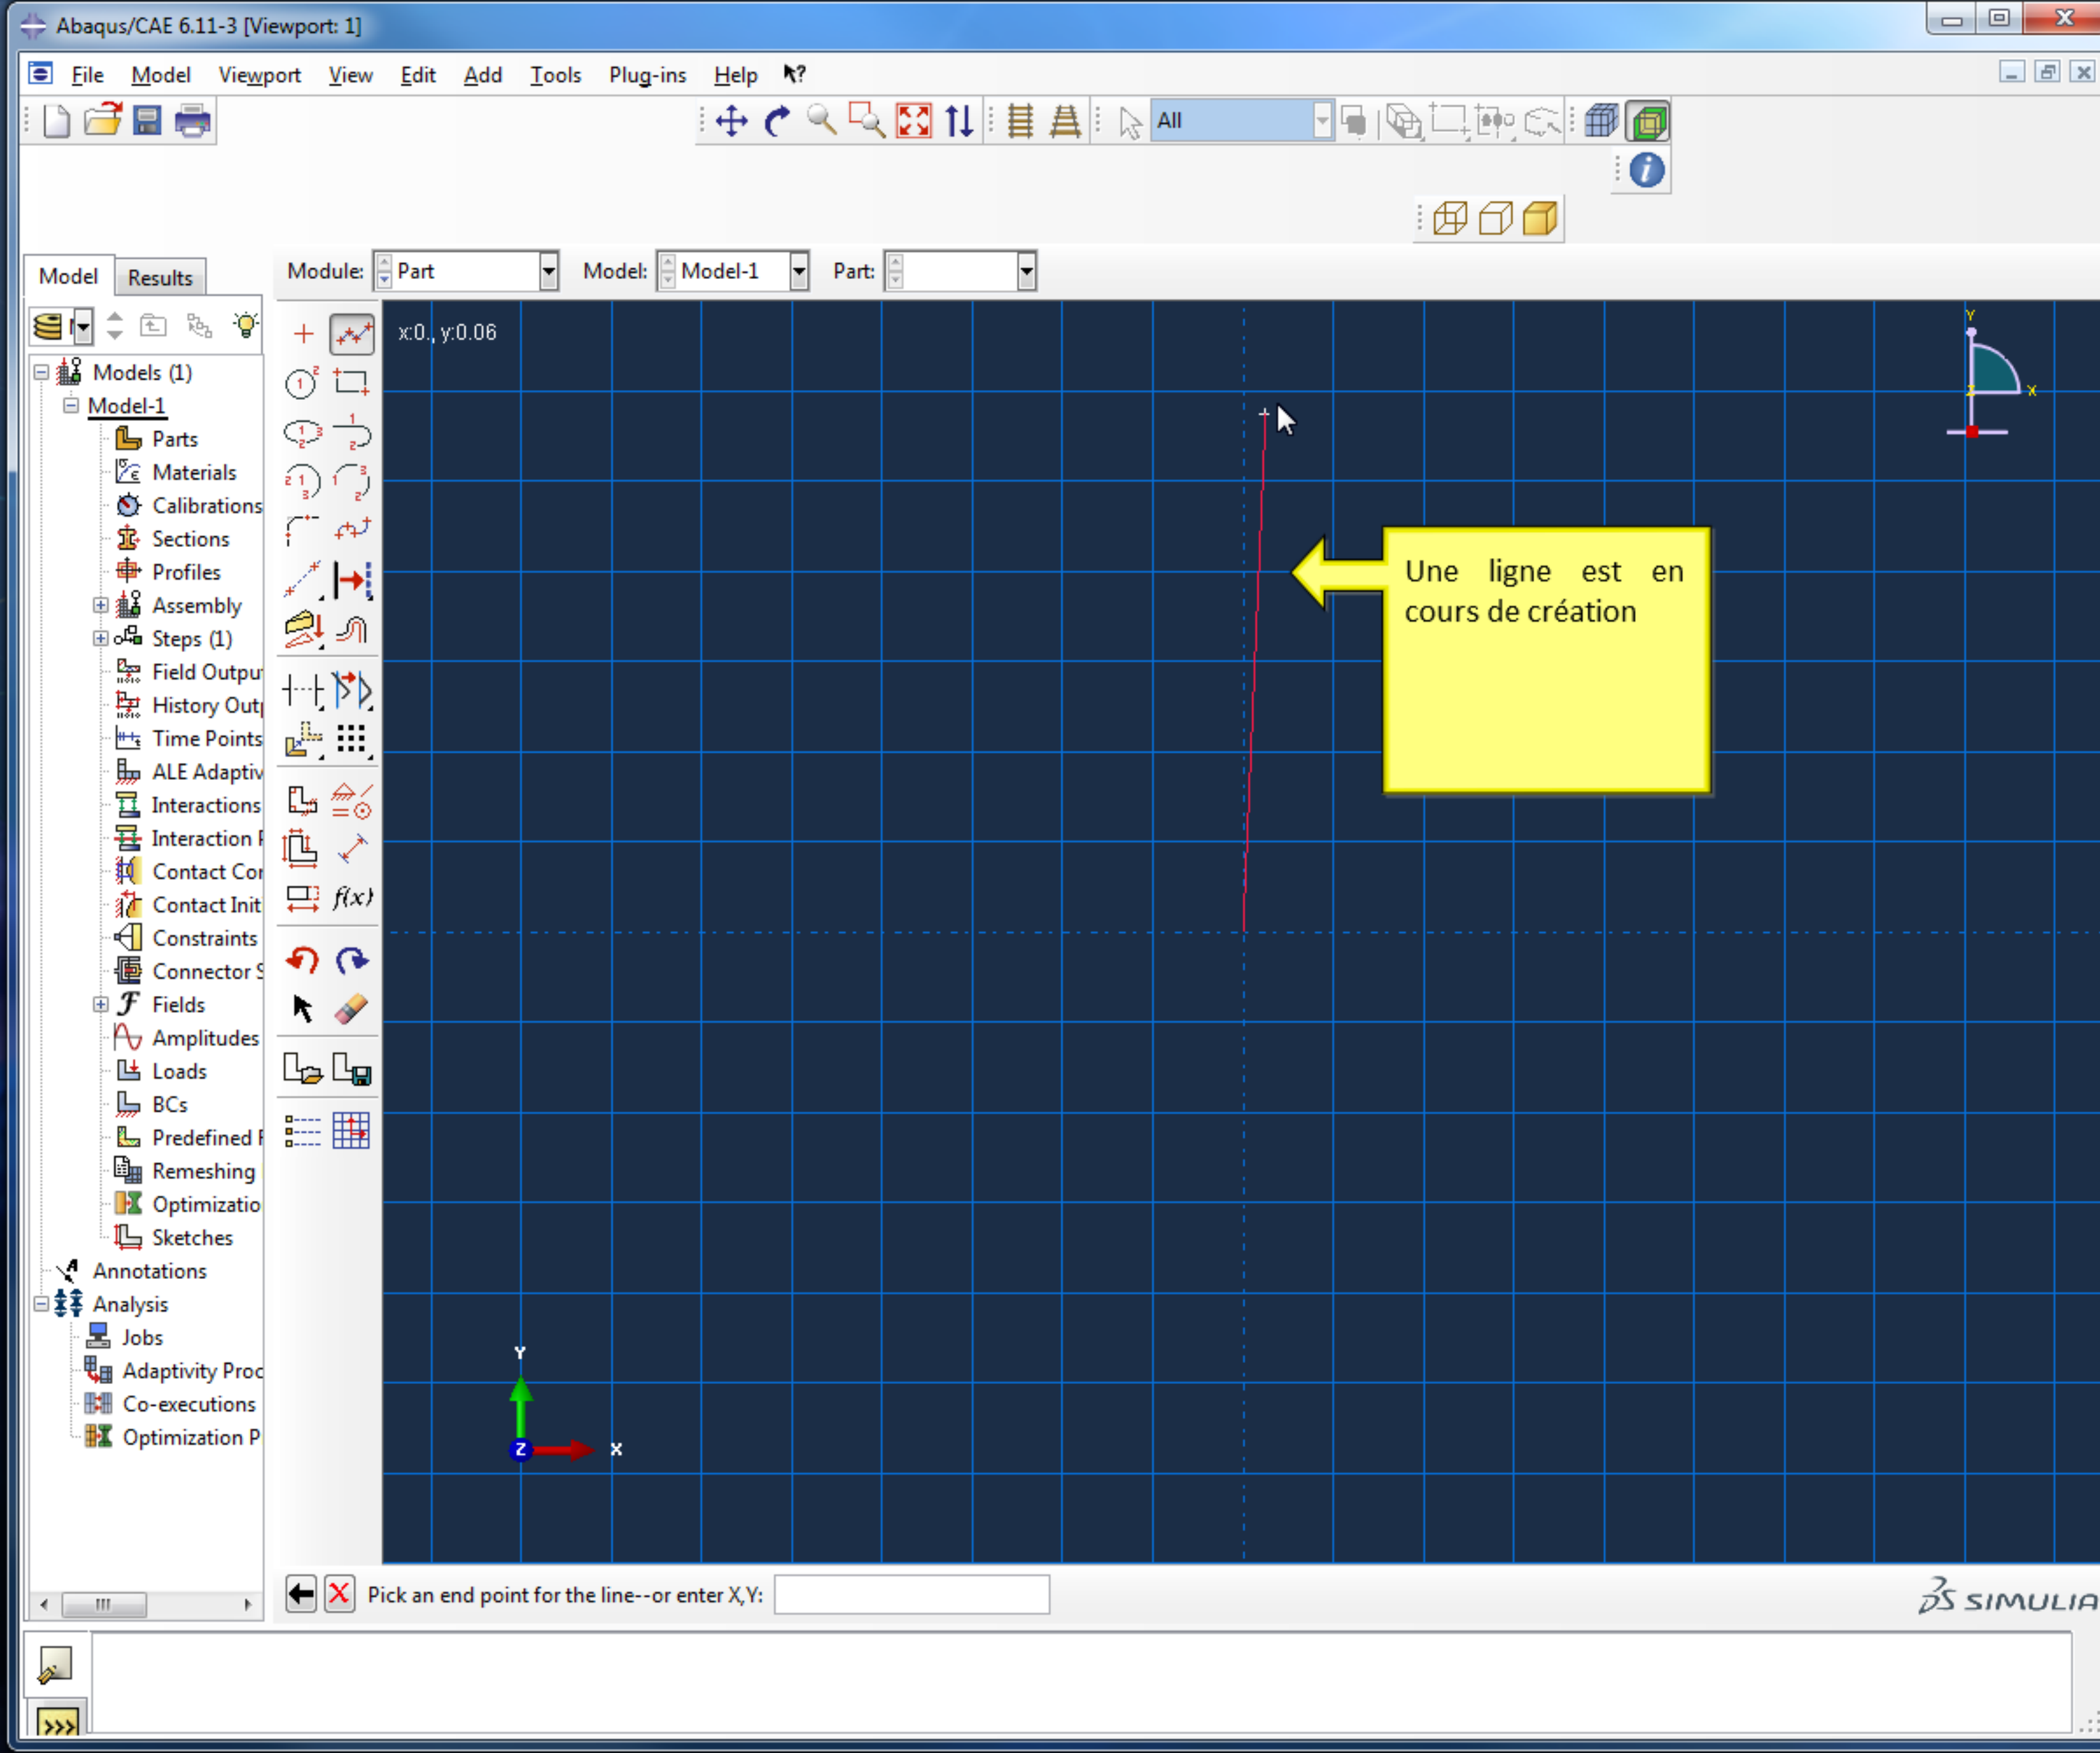 Abaqus/CAE 6.11-3 [Viewport: 1]
File Model Viewport View Edit Add Tools Plug-ins Help
All
Model Results
Module: Part Model: Model-1 Part:
x:0., y:0.06
Models (1)
Model-1
Parts
Materials
Calibrations
Sections
Profiles
Assembly
Steps (1)
Field Outpu
History Out
Time Points
ALE Adaptiv
Interactions
Interaction
Contact Co
Contact Init
Constraints
Connector S
Fields
Amplitudes
Loads
BCs
Predefined F
Remeshing
Optimizatio
Sketches
Annotations
Analysis
Jobs
Adaptivity Proc
Co-executions
Optimization P
f(x)
Une ligne est en
cours de création
Y
X
Z
Y
Z
X
Pick an end point for the line--or enter X,Y:
SIMULIA
>>>